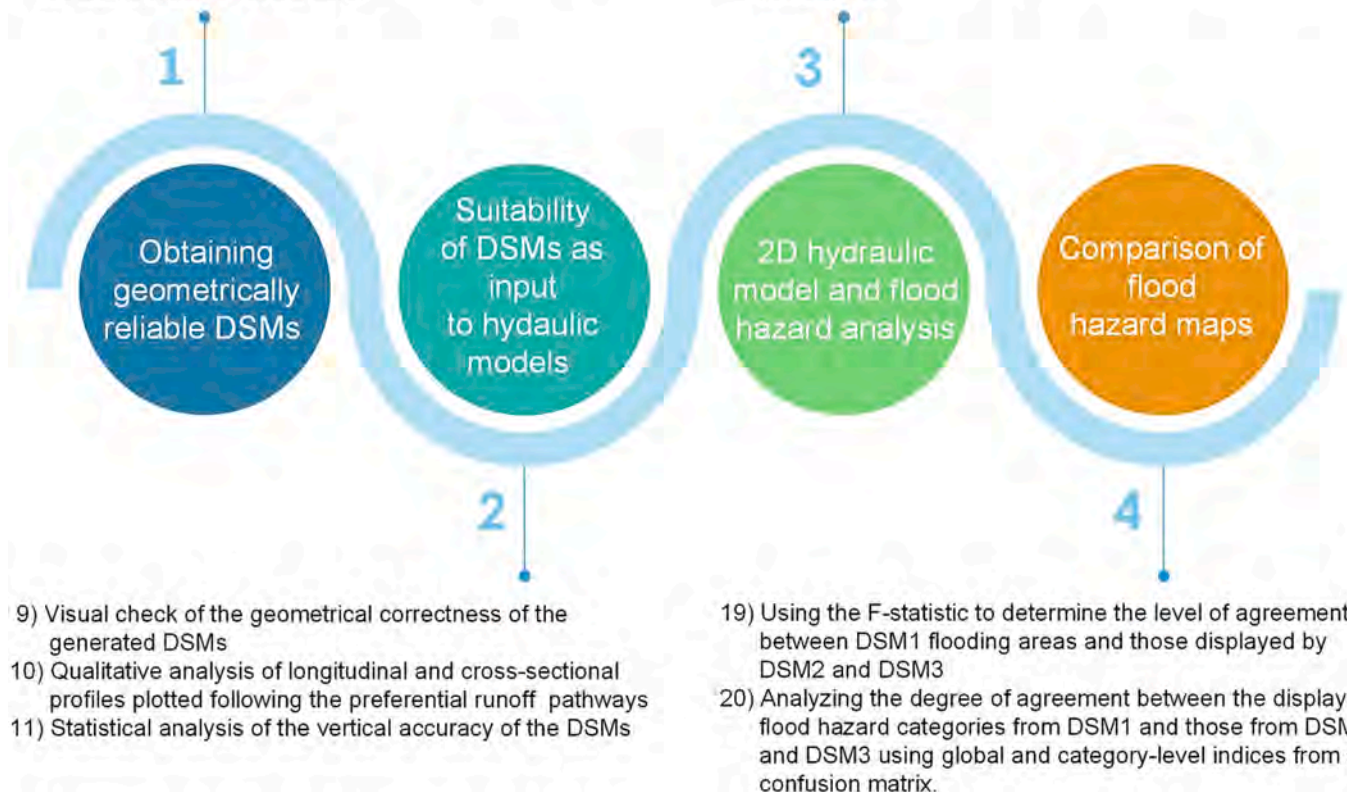 1
3
Obtaining
geometrically
reliable DSMs
Suitability
of DSMs as
input
to hydaulic
models
2D hydraulic
model and flood
hazard analysis
Comparison of
flood
hazard maps
2
4
9) Visual check of the geometrical correctness of the
generated DSMs
10) Qualitative analysis of longitudinal and cross-sectional
profiles plotted following the preferential runoff pathways
11) Statistical analysis of the vertical accuracy of the DSMs
19) Using the F-statistic to determine the level of agreement
between DSM1 flooding areas and those displayed by
DSM2 and DSM3
20) Analyzing the degree of agreement between the display
flood hazard categories from DSM1 and those from DSM
and DSM3 using global and category-level indices from
confusion matrix.